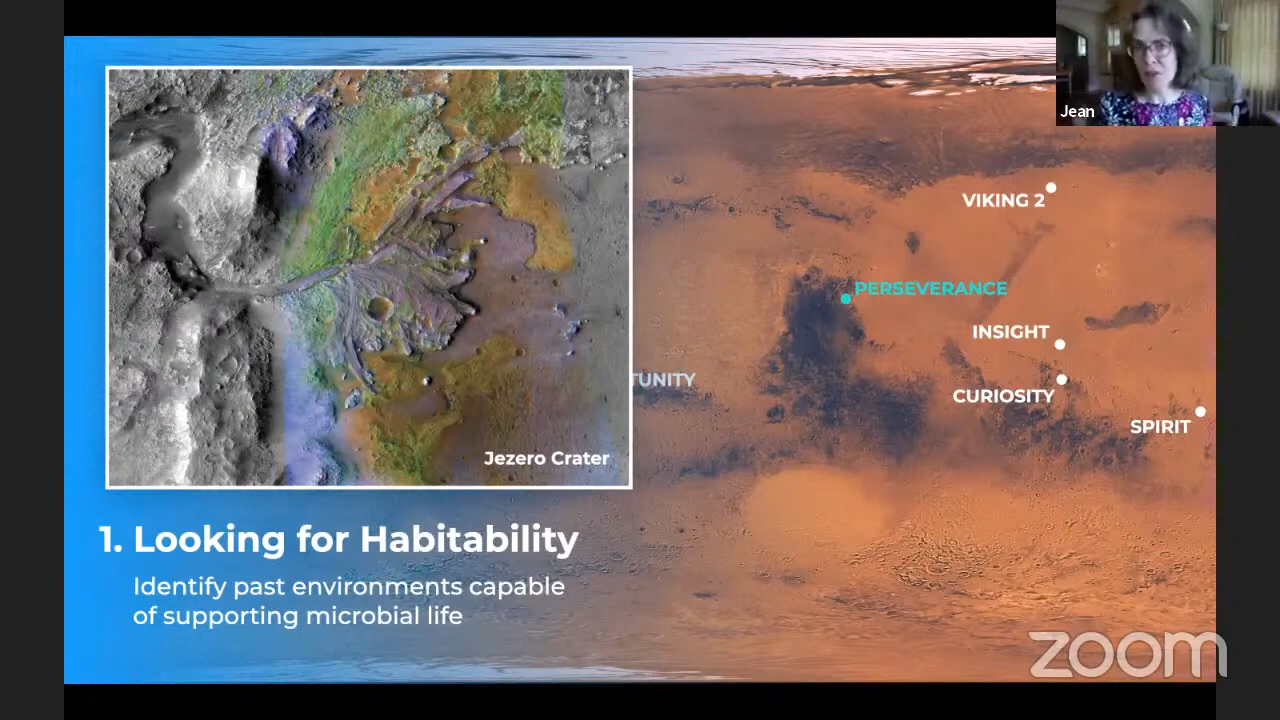 Jean
VIKING 2
PERSEVERANCE
INSIGHT
TUNITY
CURIOSITY
SPIRIT
Jezero Crater
1. Looking for Habitability
Identify past environments capable
of supporting microbial life
zoom